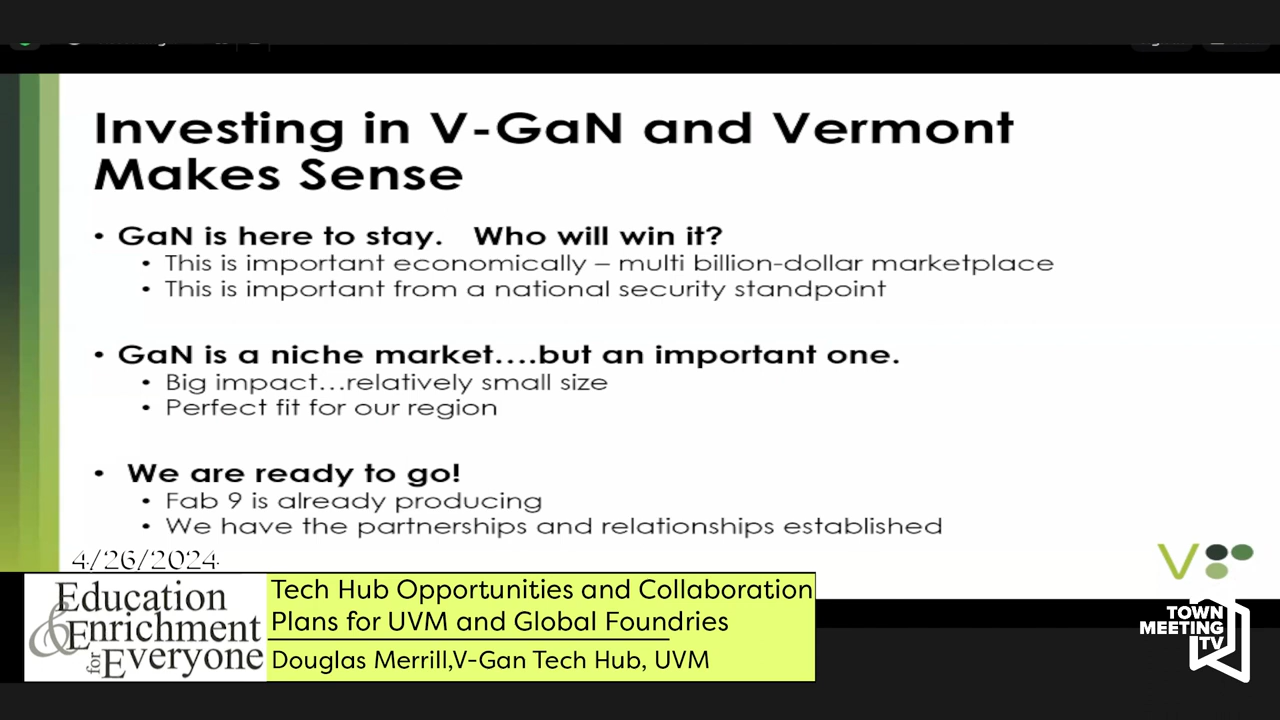 Investing in V-GaN and Vermont
Makes Sense
• GaN is here to stay. Who will win it?
• This is important economically – multi billion-dollar marketplace
• This is important from a national security standpoint
• GaN is a niche market....but an important one.
• Big impact...relatively small size
• Perfect fit for our region
• We are ready to go!
• Fab 9 is already producing
• We have the partnerships and relationships established
4/26/2024
Education
& Enrichment
for Everyone
Tech Hub Opportunities and Collaboration
Plans for UVM and Global Foundries
Douglas Merrill,V-Gan Tech Hub, UVM
V
TOWN
MEETING
TV